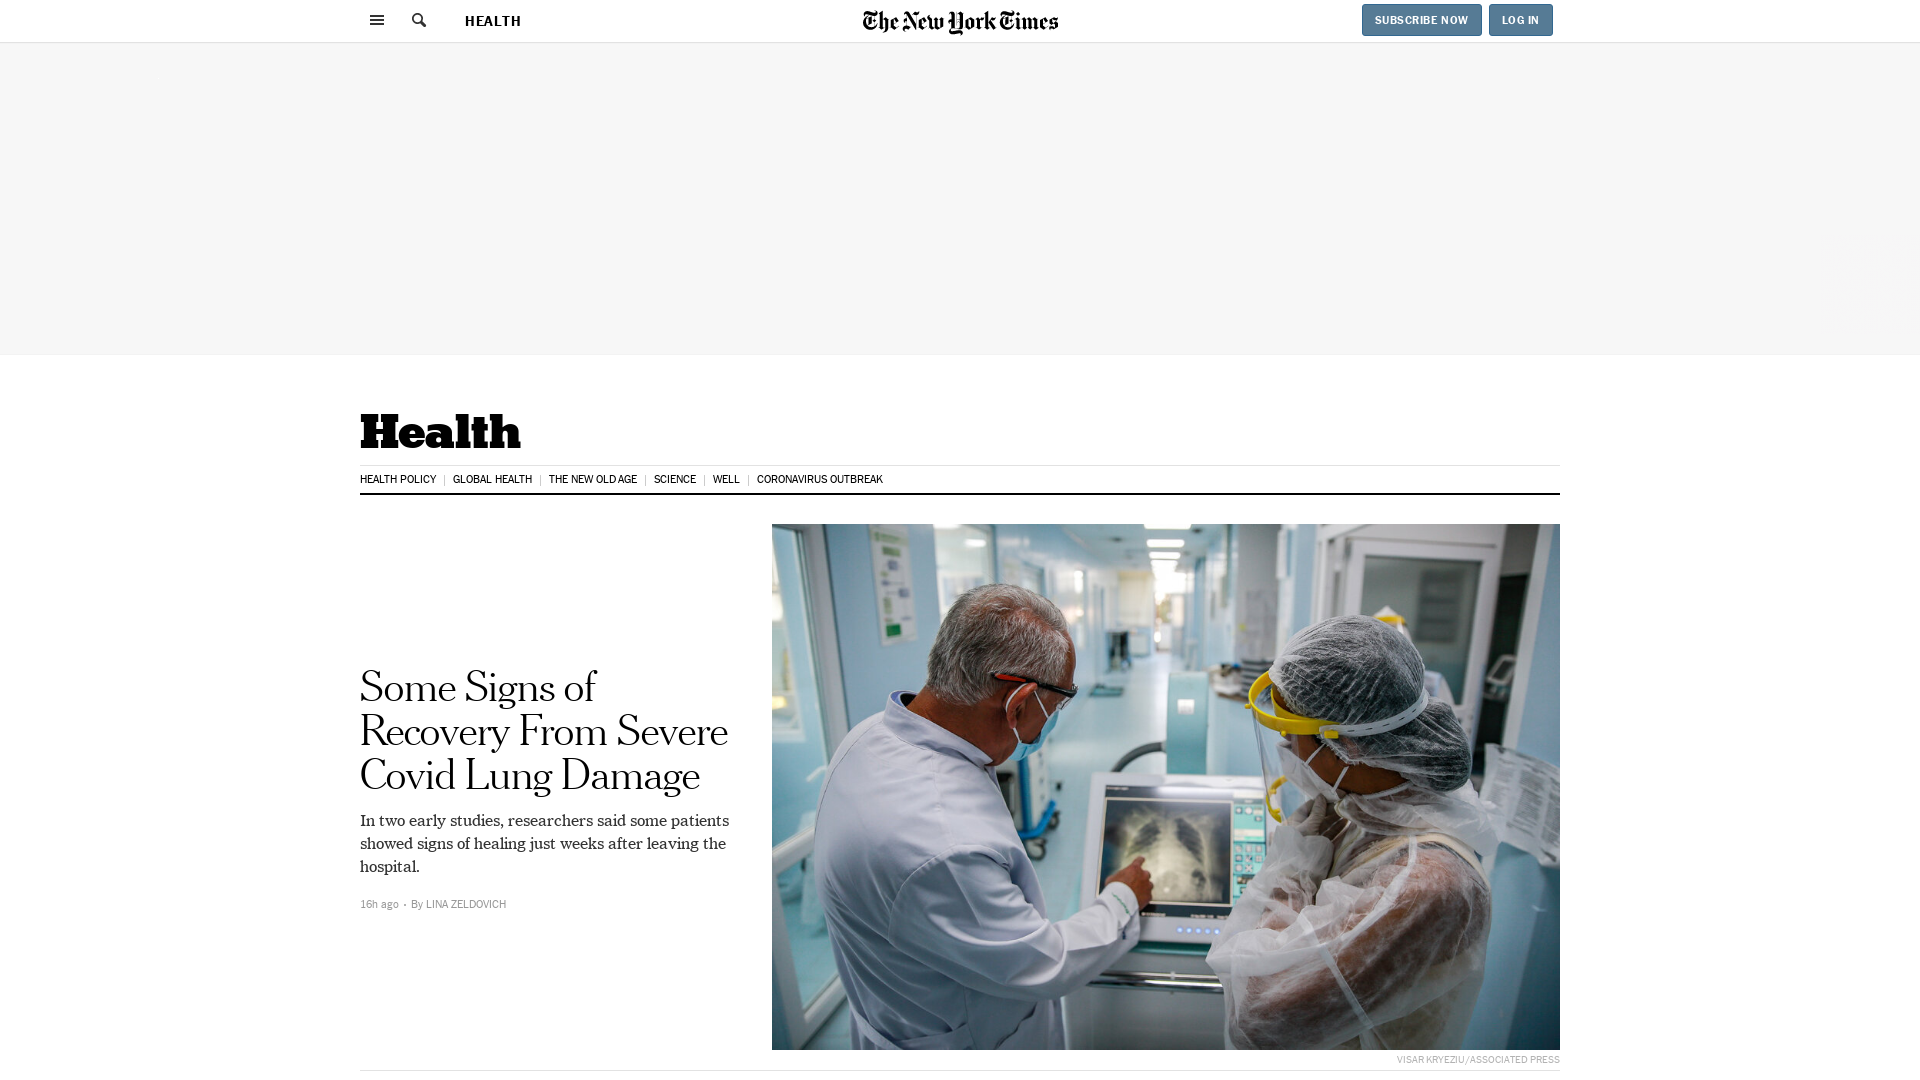 HEALTH
The New York Times
SUBSCRIBE NOW
LOG IN
Health
HEALTH POLICY | GLOBAL HEALTH | THE NEW OLD AGE | SCIENCE | WELL | CORONAVIRUS OUTBREAK
Some Signs of
Recovery From Severe
Covid Lung Damage
In two early studies, researchers said some patients
showed signs of healing just weeks after leaving the
hospital.
16h ago • By LINA ZELDOVICH
VISAR KRYEZIU/ASSOCIATED PRESS